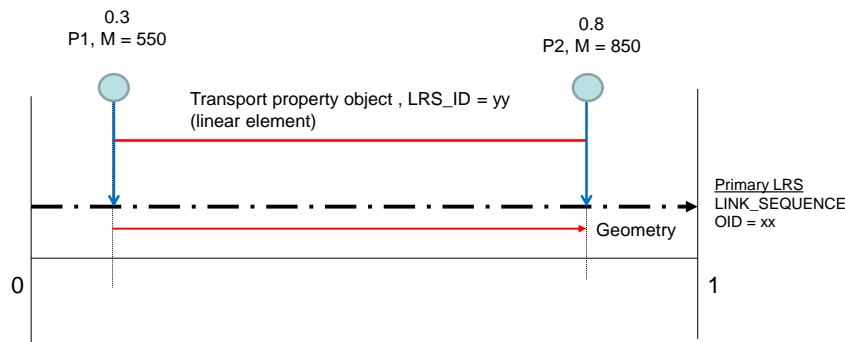 0.3
P1, M = 550
0.8
P2, M = 850
Transport property object , LRS_ID = yy
(linear element)
Primary LRS
LINK_SEQUENCE
OID = xx
Geometry
0
1